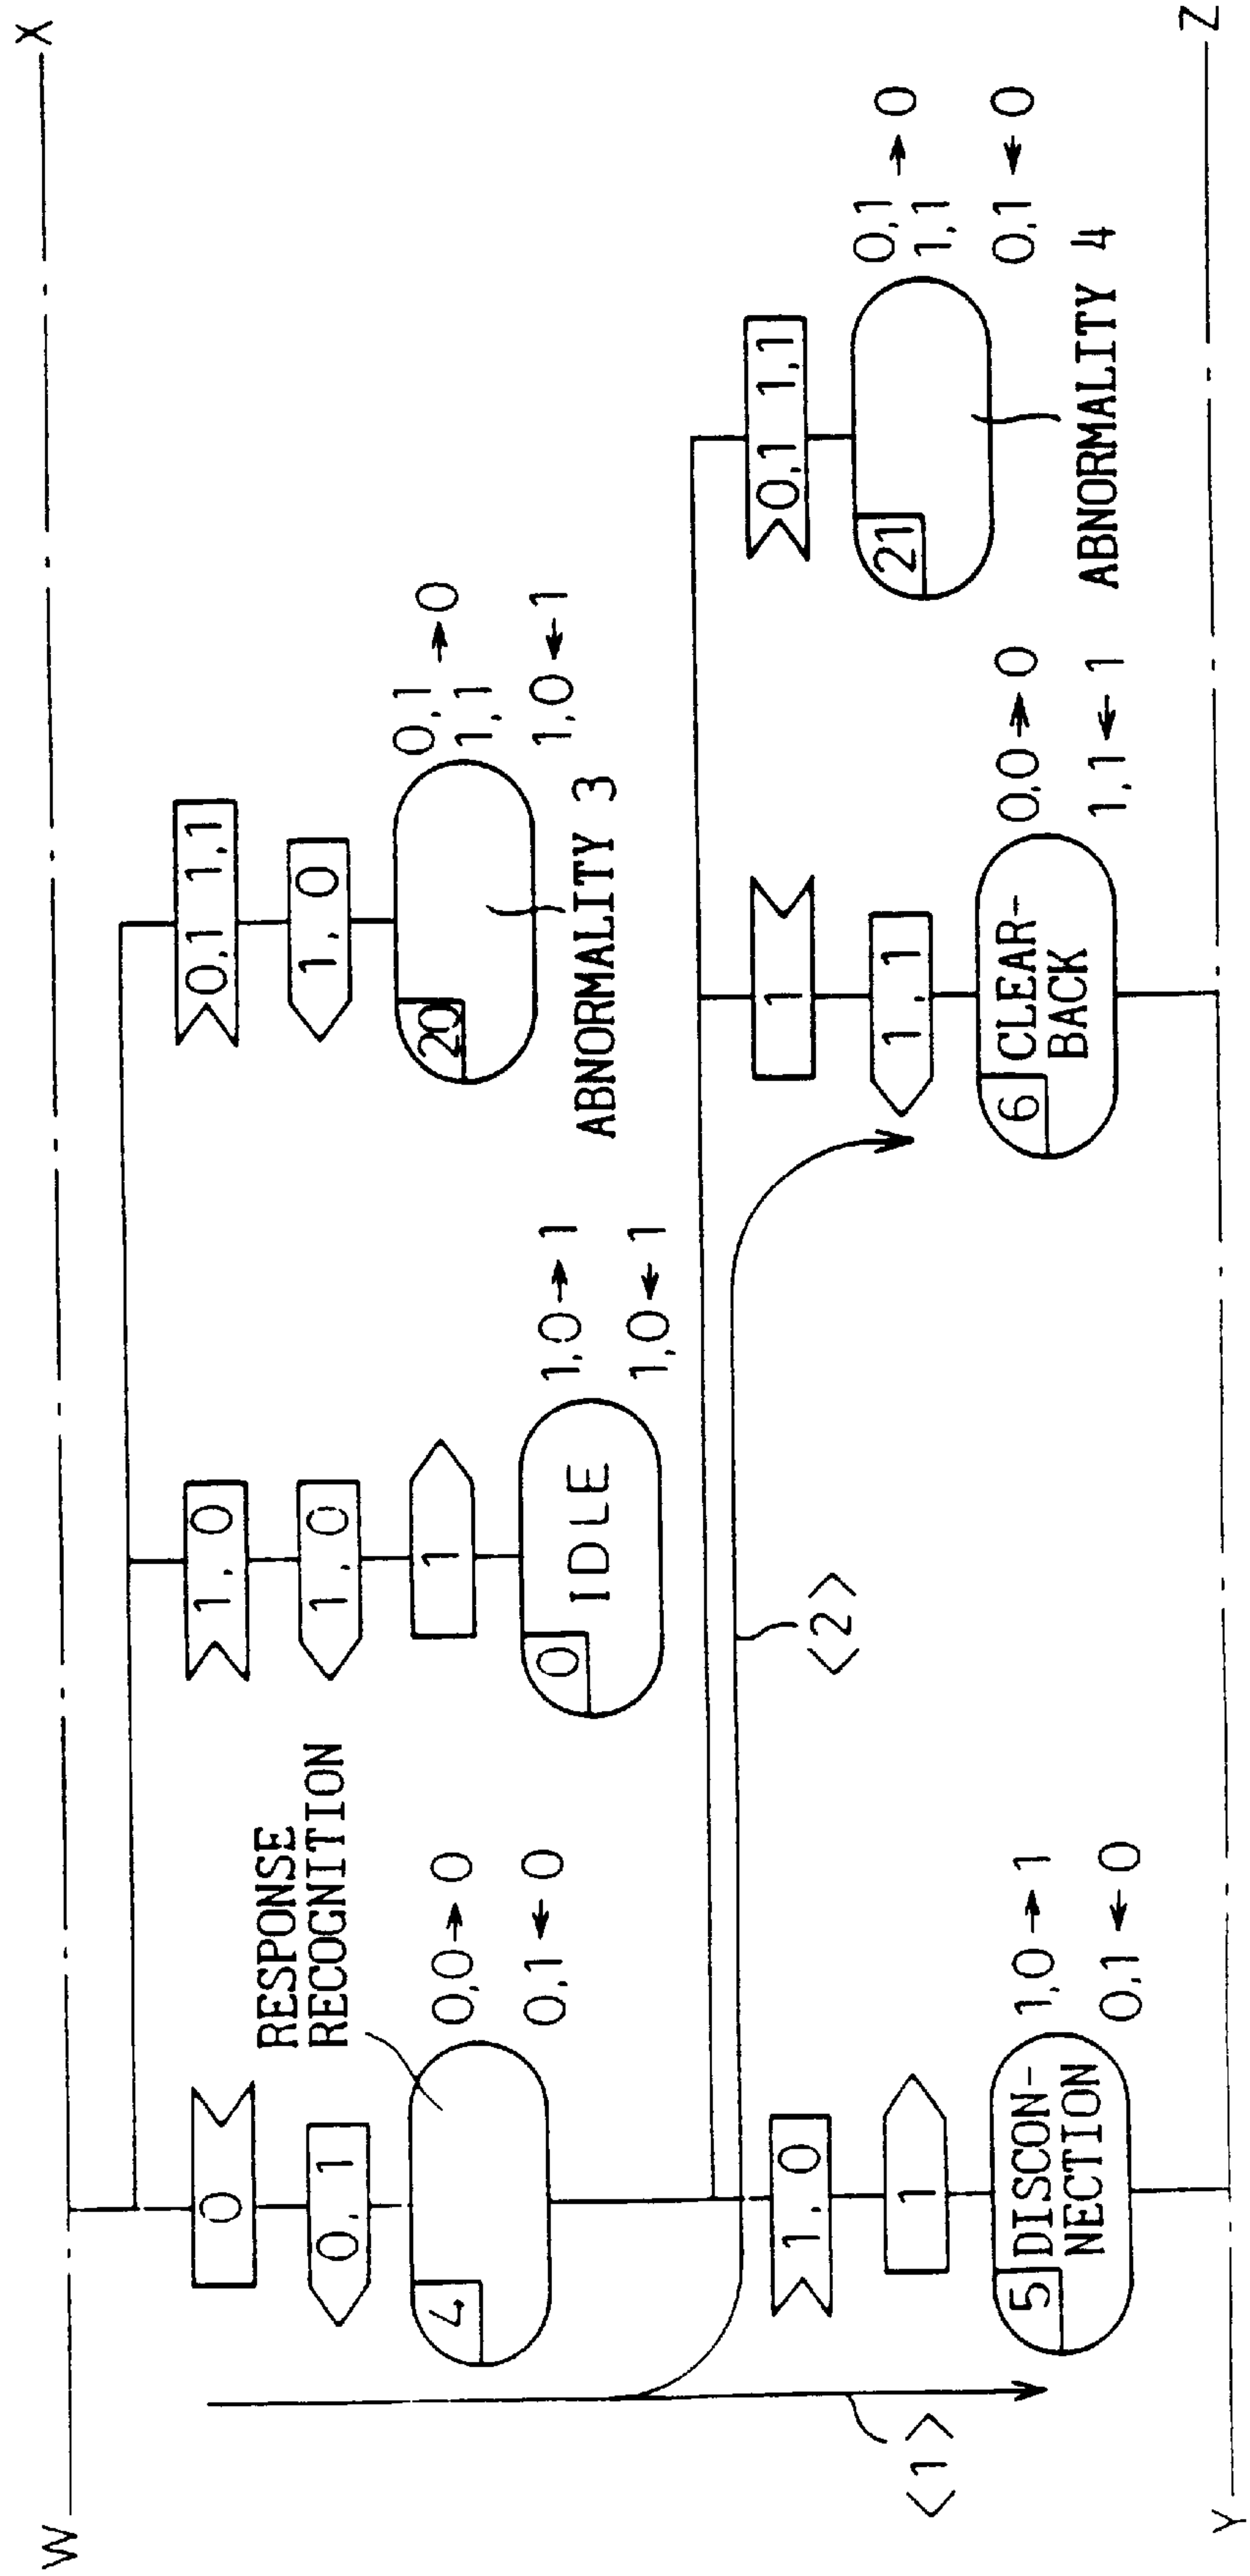 W
X
0
0,1
RESPONSE
RECOGNITION
4
0,0→0
0,1←0
1,0
1,0
1
0
IDLE
1,0→1
1,0←1
0,1 1,1
1,0
20
ABNORMALITY 3
0,1
1,1
→0
1,0←1
<1>
<2>
1,0
1
5
DISCON-
NECTION
1,0→1
0,1←0
1
1,1
6
CLEAR-
BACK
0,0→0
1,1←1
0,1 1,1
21
ABNORMALITY 4
0,1
1,1
→0
0,1←0
Y
Z